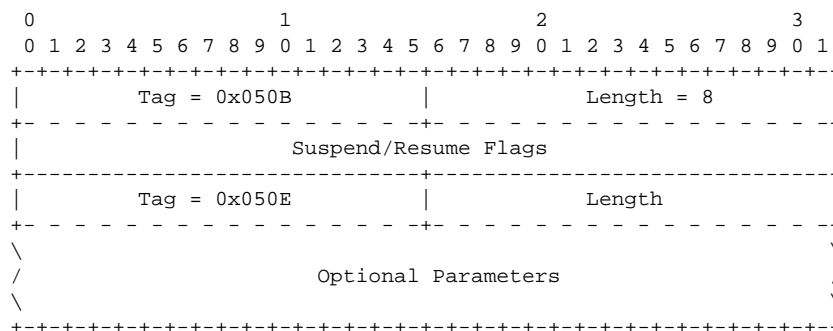 0                   1                   2                   3
 0 1 2 3 4 5 6 7 8 9 0 1 2 3 4 5 6 7 8 9 0 1 2 3 4 5 6 7 8 9 0 1
+-+-+-+-+-+-+-+-+-+-+-+-+-+-+-+-+-+-+-+-+-+-+-+-+-+-+-+-+-+-+-+-
|         Tag = 0x050B          |            Length = 8
+- - - - - - - - - - - - - - - -+- - - - - - - - - - - - - - - --
|                     Suspend/Resume Flags
+-------------------------------+--------------------------------
|         Tag = 0x050E          |            Length
+- - - - - - - - - - - - - - - -+- - - - - - - - - - - - - - - --
\                                                               \
/                       Optional Parameters                     /
\                                                               \
+-+-+-+-+-+-+-+-+-+-+-+-+-+-+-+-+-+-+-+-+-+-+-+-+-+-+-+-+-+-+-+-